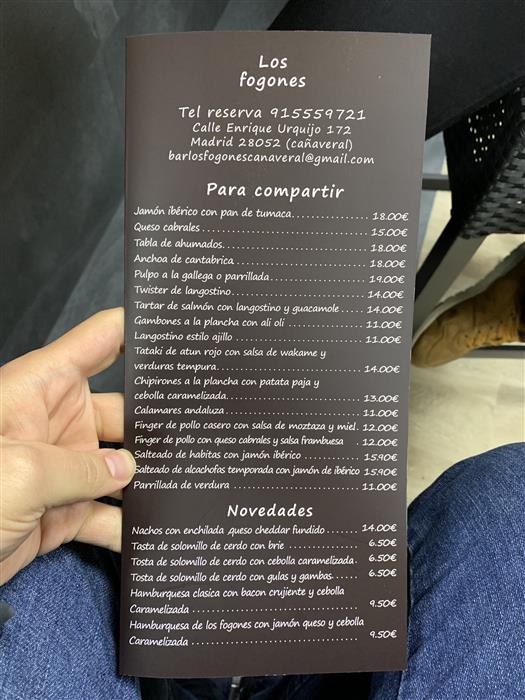 Los
fogones
Tel reserva 915559721
Calle Enrique Urquijo 172
Madrid 28052 (cañaveral)
barlosfogonescanaveral@gmail.com
Para compartir
Jamón ibérico con pan de tumaca................. 18.00€
Queso cabrales................. 15.00€
Tabla de ahumados................. 18.00€
Anchoa de cantabrica................. 18.00€
Pulpo a la gallega o parrillada................. 19.00€
Twister de langostino................. 14.00€
Tartar de salmón con langostino y guacamole..... 14.00€
Gambones a la plancha con ali oli ................. 11.00€
Langostino estilo ajillo ................. 11.00€
Tataki de atun rojo con salsa de wakame y
verduras tempura................. 14.00€
Chipirones a la plancha con patata paja y
cebolla caramelizada................. 13.00€
Calamares andaluza................. 11.00€
Finger de pollo casero con salsa de moztaza y miel. 12.00€
Finger de pollo con queso cabrales y salsa frambuesa . 12.00€
Salteado de habitas con jamón ibérico ............ 15.90€
Salteado de alcachofas temporada con jamón de ibérico 15.90€
Parrillada de verdura ................. 11.00€
Novedades
Nachos con enchilada ,queso cheddar fundido ....... 14.00€
Tasta de solomillo de cerdo con brie .............. 6.50€
Tosta de solomillo de cerdo con cebolla caramelizada. 6.50€
Tosta de solomillo de cerdo con gulas y gambas..... 6.50€
Hamburguesa clasica con bacon crujiente y cebolla
Caramelizada ................. 9.50€
Hamburguesa de los fogones con jamón queso y cebolla
Caramelizada ................. 9.50€